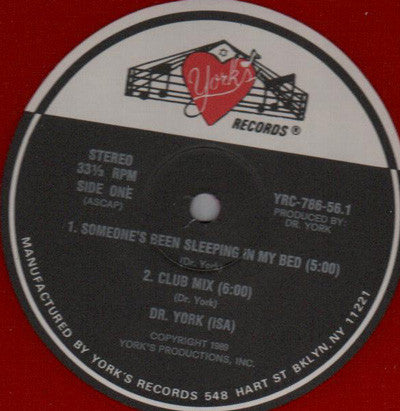 York's
RECORDS®
STEREO
33⅓ RPM
SIDE ONE
(ASCAP)
YRC-786-56.1
PRODUCED BY:
DR. YORK
1. SOMEONE'S BEEN SLEEPING IN MY BED (5:00)
(Dr. York)
2. CLUB MIX (6:00)
(Dr. York)
DR. YORK (ISA)
COPYRIGHT 1989
YORK'S PRODUCTIONS, INC.
MANUFACTURED BY YORK'S RECORDS 548 HART ST BKLYN, NY 11221